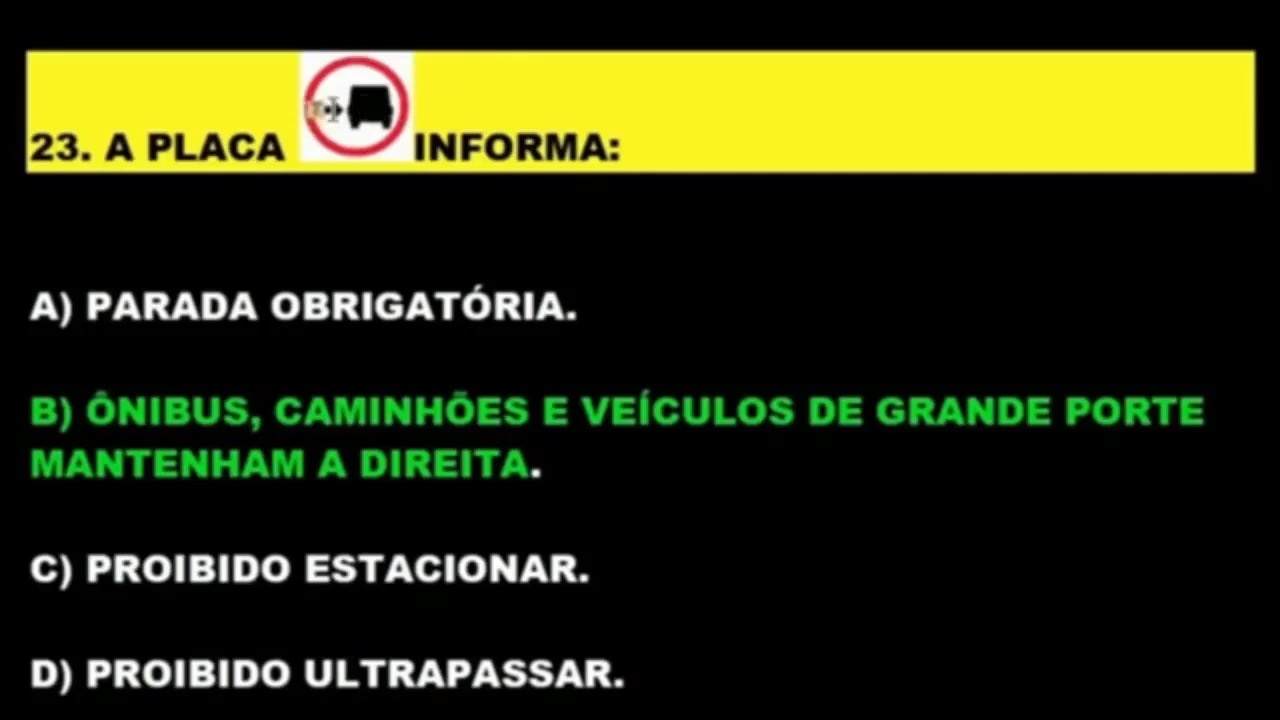 23. A PLACA INFORMA:
A) PARADA OBRIGATÓRIA.
B) ÔNIBUS, CAMINHÕES E VEÍCULOS DE GRANDE PORTE
MANTENHAM A DIREITA.
C) PROIBIDO ESTACIONAR.
D) PROIBIDO ULTRAPASSAR.